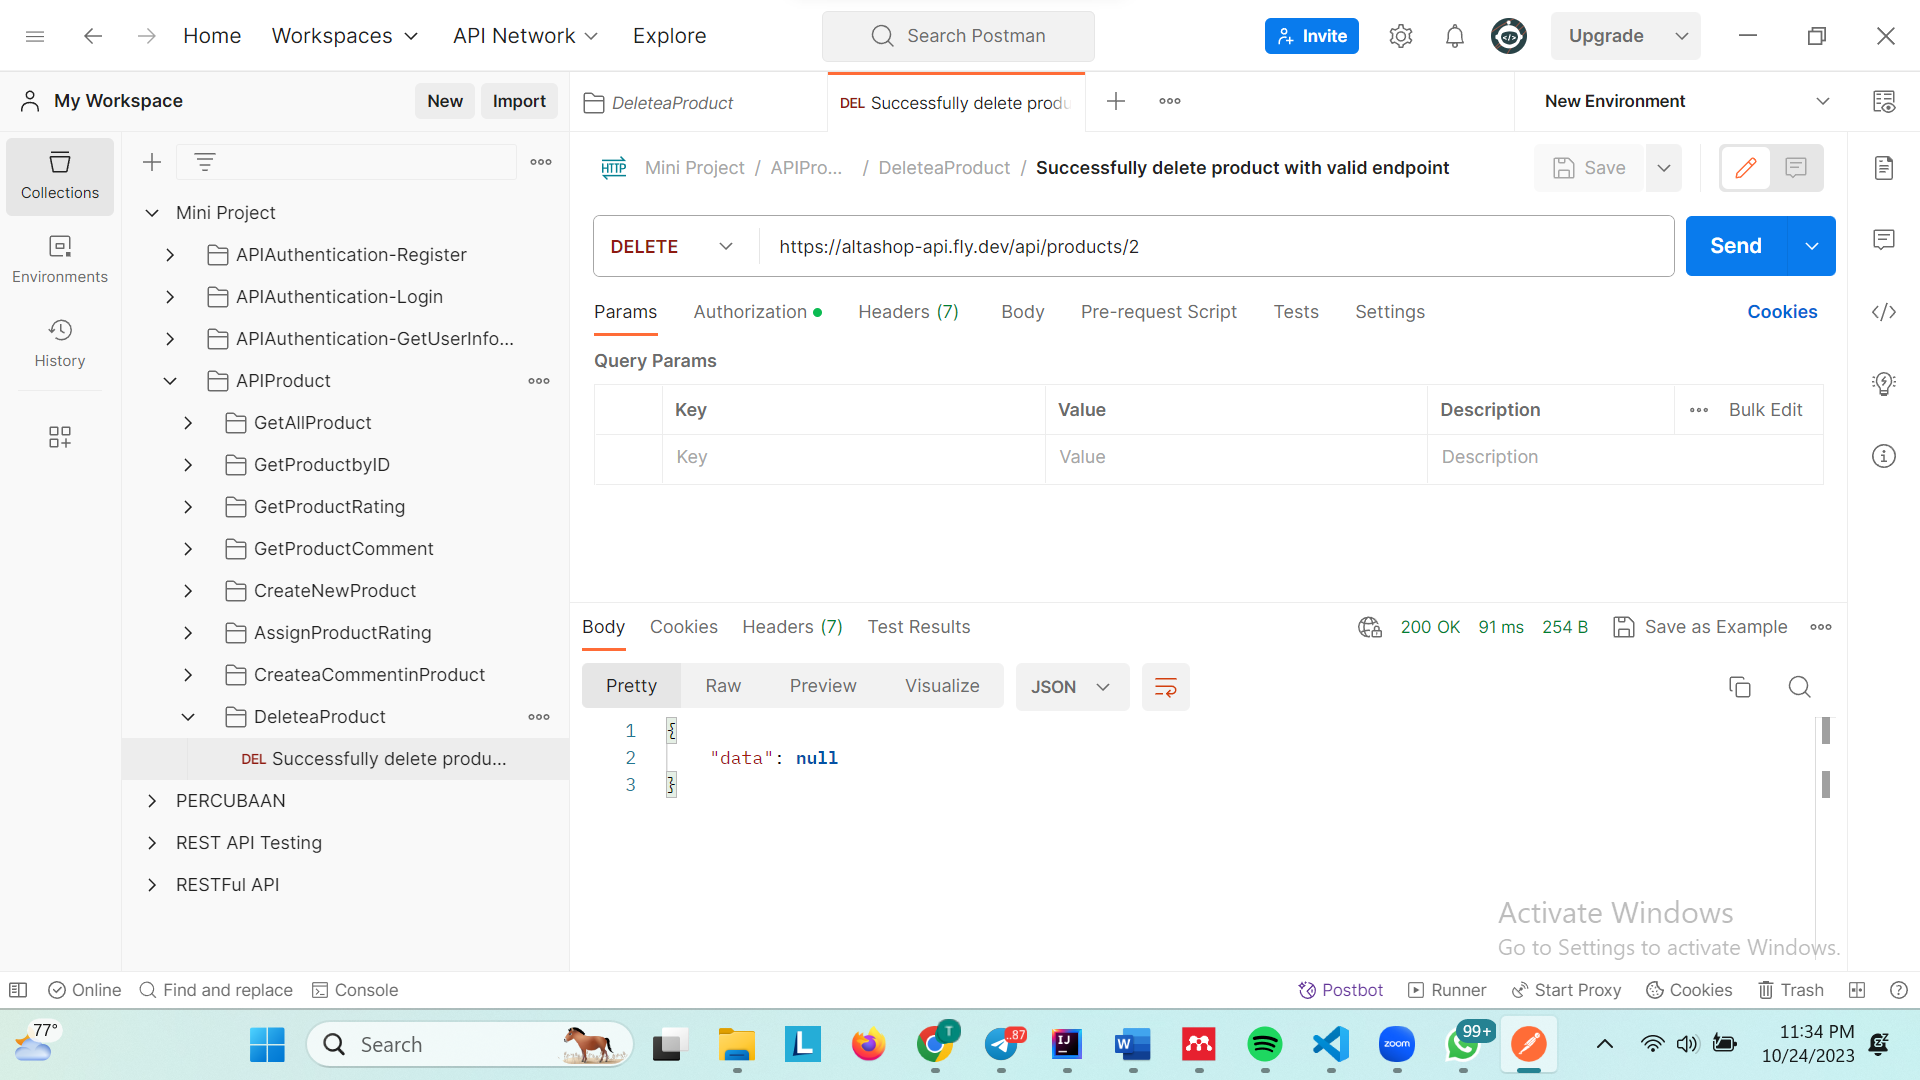 Home
Workspaces
API Network
Explore
Search Postman
Invite
Upgrade
My Workspace
New
Import
DeleteaProduct
DEL Successfully delete produ
New Environment
Collections
Environments
History
Mini Project
APIAuthentication-Register
APIAuthentication-Login
APIAuthentication-GetUserInfo...
APIProduct
GetAllProduct
GetProductbyID
GetProductRating
GetProductComment
CreateNewProduct
AssignProductRating
CreateaCommentinProduct
DeleteaProduct
DEL Successfully delete produ...
PERCUBAAN
REST API Testing
RESTFul API
HTTP Mini Project / APIPro... / DeleteaProduct / Successfully delete product with valid endpoint
Save
DELETE
https://altashop-api.fly.dev/api/products/2
Send
Params
Authorization
Headers (7)
Body
Pre-request Script
Tests
Settings
Cookies
Query Params
Key Value Description Bulk Edit
Key Value Description
Body
Cookies
Headers (7)
Test Results
200 OK 91 ms 254 B
Save as Example
Pretty
Raw
Preview
Visualize
JSON
1 {
2 "data": null
3 }
Activate Windows
Go to Settings to activate Windows.
Online
Find and replace
Console
Postbot
Runner
Start Proxy
Cookies
Trash
77°
Search
L
T
..87
IJ
W
zoom
99+
11:34 PM
10/24/2023